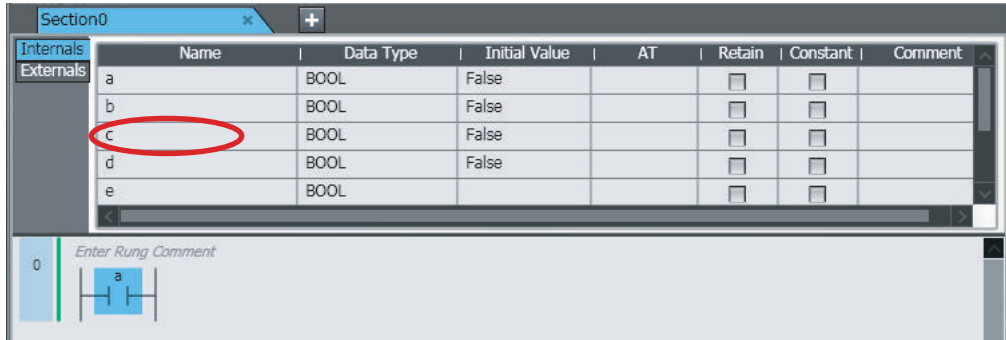 Section0 × +
Internals Name Data Type Initial Value AT Retain Constant Comment
Externals
a BOOL False
b BOOL False
c BOOL False
d BOOL False
e BOOL
0 Enter Rung Comment
a